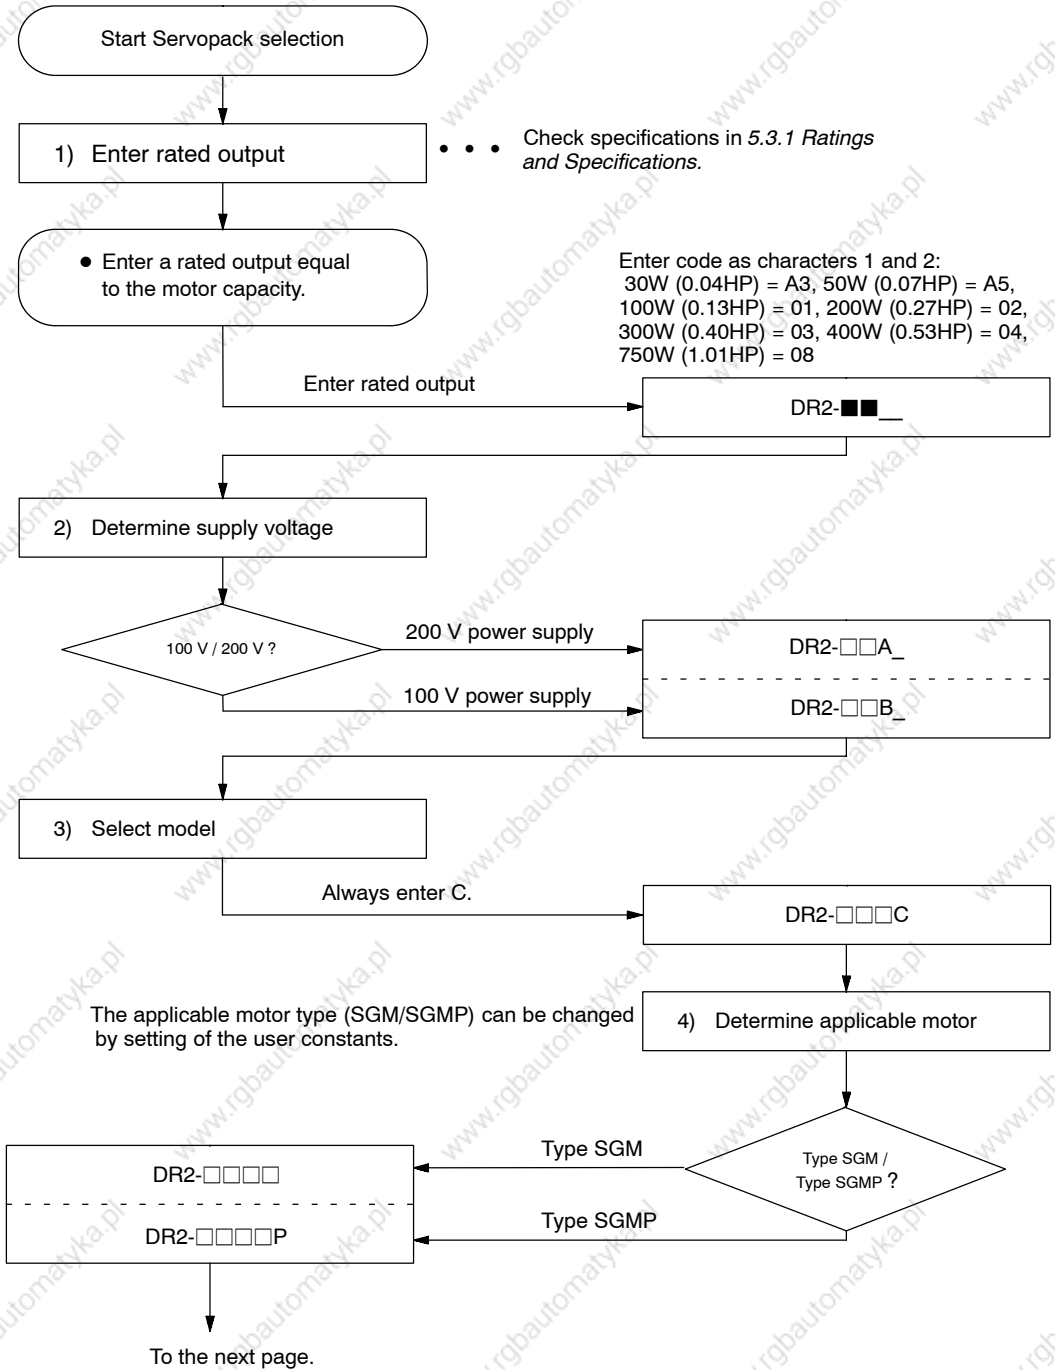 Start Servopack selection
1) Enter rated output
• • • Check specifications in 5.3.1 Ratings
and Specifications.
● Enter a rated output equal
to the motor capacity.
Enter code as characters 1 and 2:
30W (0.04HP) = A3, 50W (0.07HP) = A5,
100W (0.13HP) = 01, 200W (0.27HP) = 02,
300W (0.40HP) = 03, 400W (0.53HP) = 04,
750W (1.01HP) = 08
Enter rated output
DR2-■■__
2) Determine supply voltage
100 V / 200 V ?
200 V power supply
DR2-□□A_
100 V power supply
DR2-□□B_
3) Select model
Always enter C.
DR2-□□□C
The applicable motor type (SGM/SGMP) can be changed
by setting of the user constants.
4) Determine applicable motor
Type SGM /
Type SGMP ?
Type SGM
DR2-□□□□
Type SGMP
DR2-□□□□P
To the next page.
www.rgbautomatyka.pl